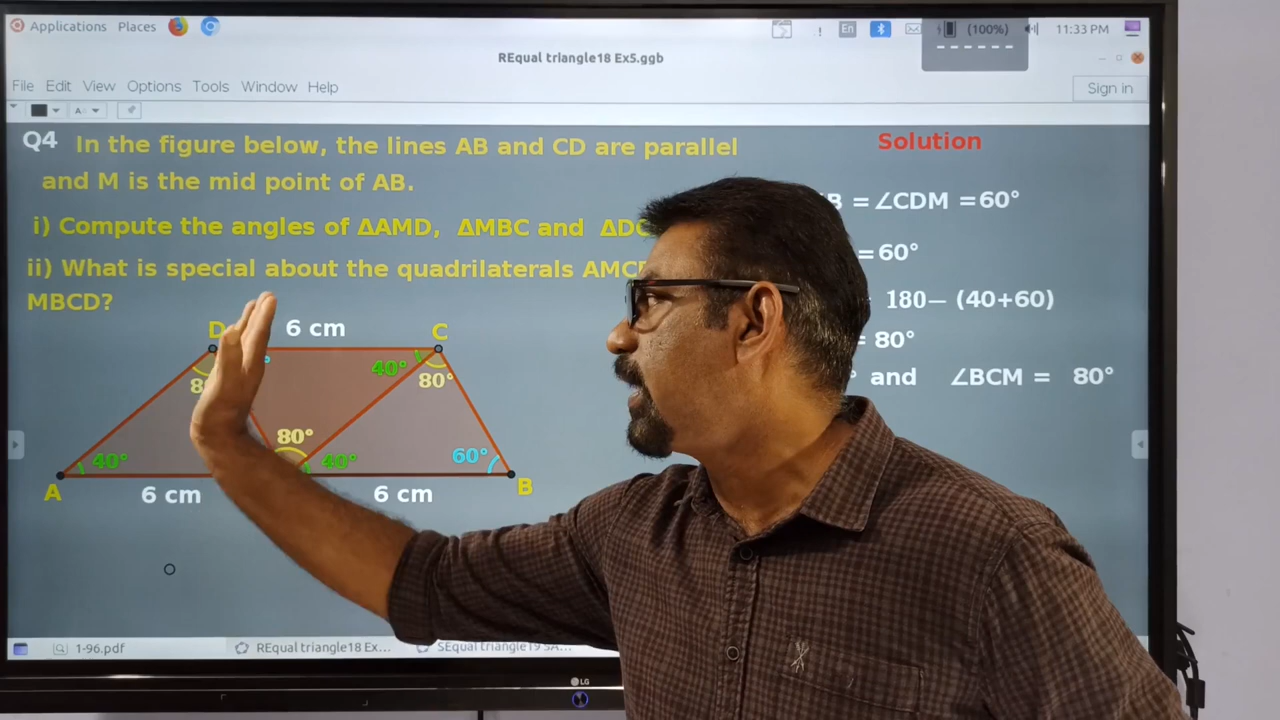 Applications Places
En
(100%)
11:33 PM
REqual triangle18 Ex5.ggb
File Edit View Options Tools Window Help
Sign in
Q4 In the figure below, the lines AB and CD are parallel
and M is the mid point of AB.
i) Compute the angles of ΔAMD, ΔMBC and
ii) What is special about the quadrilaterals
MBCD?
D 6 cm C
40° 80°
80°
40° 40° 60°
A B
6 cm 6 cm
Solution
B = ∠CDM = 60°
= 60°
= 180− (40+60)
= 80°
and ∠BCM = 80°
1-96.pdf REqual triangle18 Ex... SEqual triangle19 SA...
LG